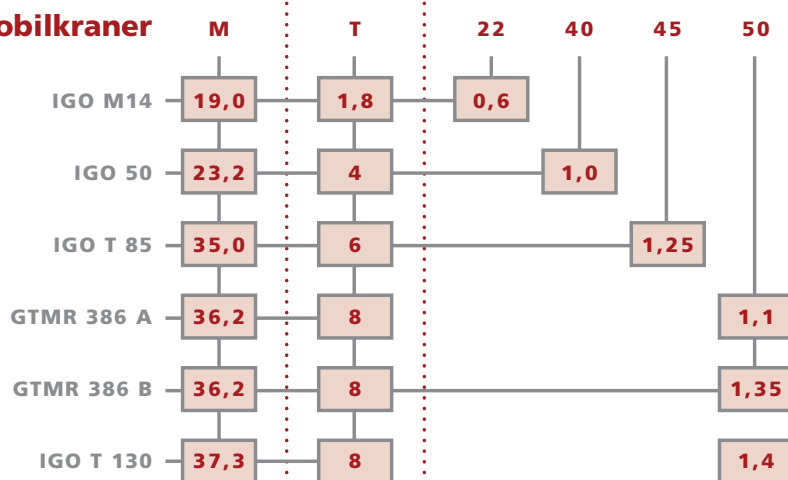 obilkraner M T 22 40 45 50
IGO M14 19,0 1,8 0,6
IGO 50 23,2 4 1,0
IGO T 85 35,0 6 1,25
GTMR 386 A 36,2 8 1,1
GTMR 386 B 36,2 8 1,35
IGO T 130 37,3 8 1,4